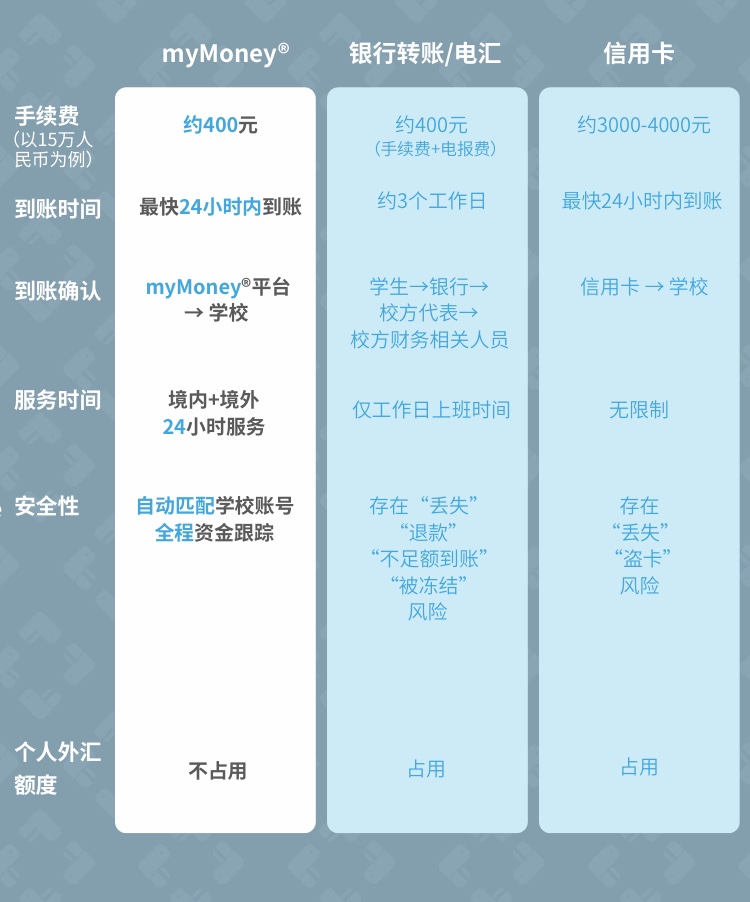 myMoney®
银行转账/电汇
信用卡
手续费
（以15万人
民币为例）
约400元
约400元
（手续费+电报费）
约3000-4000元
到账时间
最快24小时内到账
约3个工作日
最快24小时内到账
到账确认
myMoney®平台
→ 学校
学生→银行→
校方代表→
校方财务相关人员
信用卡 → 学校
服务时间
境内+境外
24小时服务
仅工作日上班时间
无限制
安全性
自动匹配学校账号
全程资金跟踪
存在“丢失”
“退款”
“不足额到账”
“被冻结”
风险
存在
“丢失”
“盗卡”
风险
个人外汇
额度
不占用
占用
占用